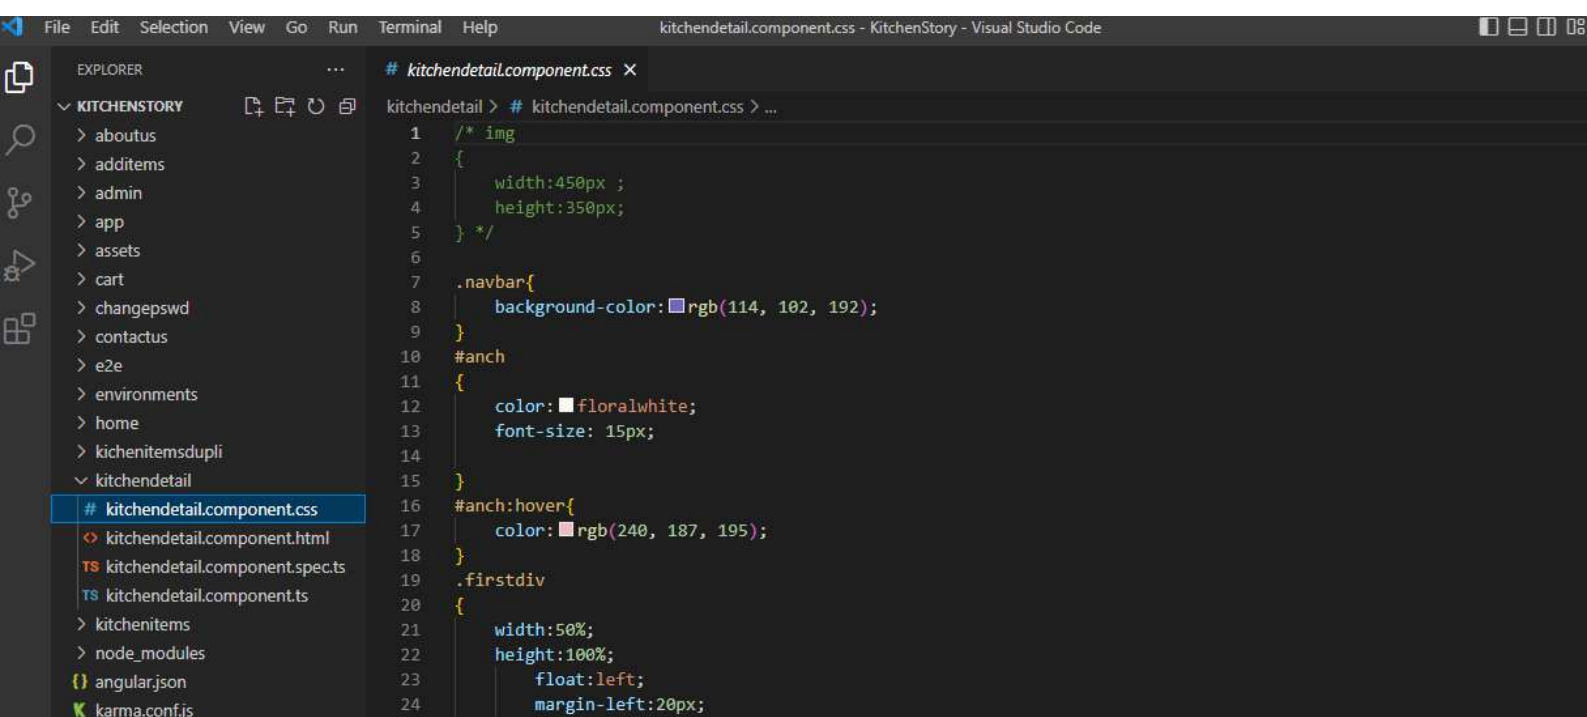 File Edit Selection View Go Run Terminal Help kitchendetail.component.css - KitchenStory - Visual Studio Code
EXPLORER ...
KITCHENSTORY
> aboutus
> additems
> admin
> app
> assets
> cart
> changepswd
> contactus
> e2e
> environments
> home
> kichenitemsdupli
kitchendetail
# kitchendetail.component.css
<> kitchendetail.component.html
TS kitchendetail.component.spec.ts
TS kitchendetail.component.ts
> kitchenitems
> node_modules
{} angular.json
K karma.conf.js
# kitchendetail.component.css ×
kitchendetail > # kitchendetail.component.css > ...
1 /* img
2 {
3 width:450px ;
4 height:350px;
5 } */
6
7 .navbar{
8 background-color: rgb(114, 102, 192);
9 }
10 #anch
11 {
12 color: floralwhite;
13 font-size: 15px;
14
15 }
16 #anch:hover{
17 color: rgb(240, 187, 195);
18 }
19 .firstdiv
20 {
21 width:50%;
22 height:100%;
23 float:left;
24 margin-left:20px;